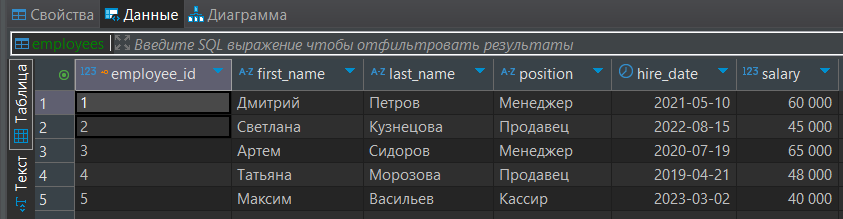 Свойства Данные Диаграмма
employees Введите SQL выражение чтобы отфильтровать результаты
Таблица
Текст
123 employee_id A-Z first_name A-Z last_name A-Z position hire_date 123 salary
1 1 Дмитрий Петров Менеджер 2021-05-10 60 000
2 2 Светлана Кузнецова Продавец 2022-08-15 45 000
3 3 Артем Сидоров Менеджер 2020-07-19 65 000
4 4 Татьяна Морозова Продавец 2019-04-21 48 000
5 5 Максим Васильев Кассир 2023-03-02 40 000